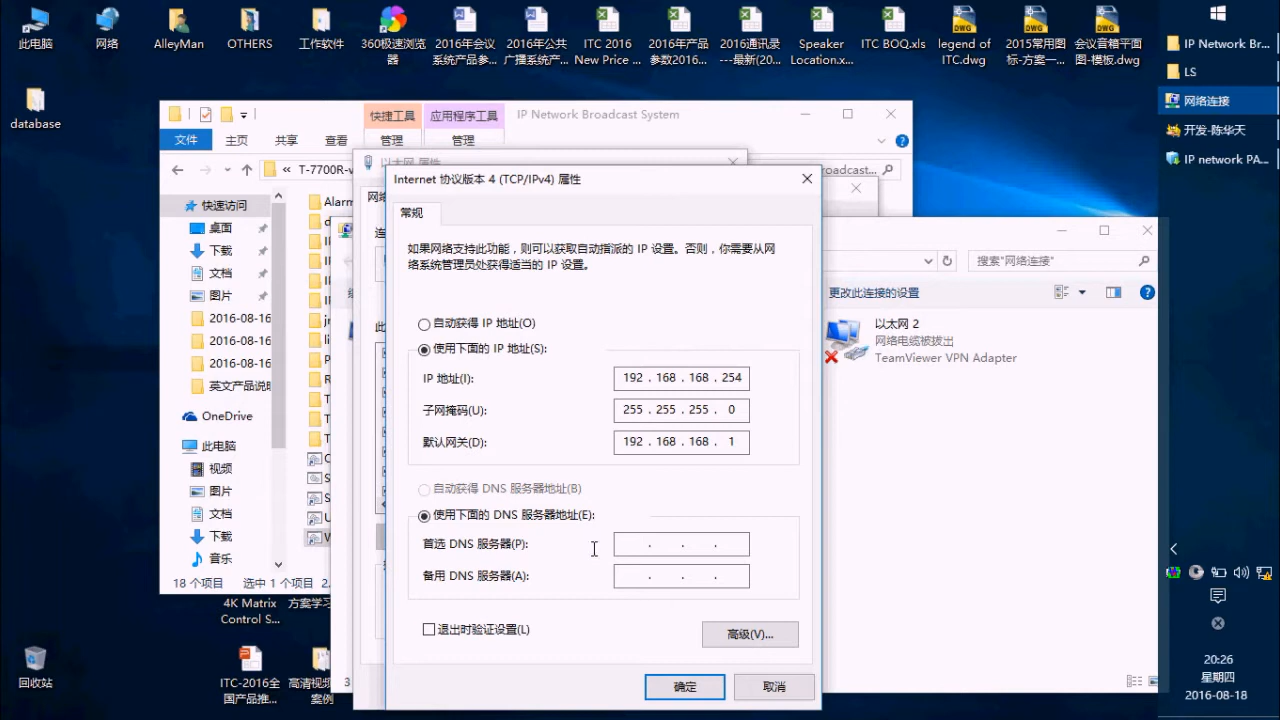 此电脑
网络
AlleyMan
OTHERS
工作软件
360极速浏览
器
2016年会议
系统产品参...
2016年公共
广播系统产...
ITC 2016
New Price ...
2016年产品
参数2016...
2016通讯录
---最新(20...
Speaker
Location.x...
ITC BOQ.xls
legend of
ITC.dwg
2015常用图
标-方案一...
会议音箱平面
图-模板.dwg
database
IP Network Br...
LS
网络连接
开发-陈华天
IP network PA...
快捷工具
应用程序工具
IP Network Broadcast System
文件
主页
共享
查看
管理
管理
« T-7700R-v
oadcast...
快速访问
桌面
下载
文档
图片
2016-08-16
2016-08-16
2016-08-16
英文产品说明
OneDrive
此电脑
视频
图片
文档
下载
音乐
18 个项目
选中 1 个项目
2.
Alarm
以太网 属性
网络
Internet 协议版本 4 (TCP/IPv4) 属性
常规
如果网络支持此功能，则可以获取自动指派的 IP 设置。否则，你需要从网
络系统管理员处获得适当的 IP 设置。
自动获得 IP 地址(O)
使用下面的 IP 地址(S):
IP 地址(I):
192 . 168 . 168 . 254
子网掩码(U):
255 . 255 . 255 . 0
默认网关(D):
192 . 168 . 168 . 1
自动获得 DNS 服务器地址(B)
使用下面的 DNS 服务器地址(E):
首选 DNS 服务器(P):
. . .
备用 DNS 服务器(A):
. . .
退出时验证设置(L)
高级(V)...
确定
取消
搜索"网络连接"
更改此连接的设置
以太网 2
网络电缆被拔出
TeamViewer VPN Adapter
4K Matrix
Control S...
方案学习
回收站
ITC-2016全
国产品推...
高清视频
案例
3
20:26
星期四
2016-08-18